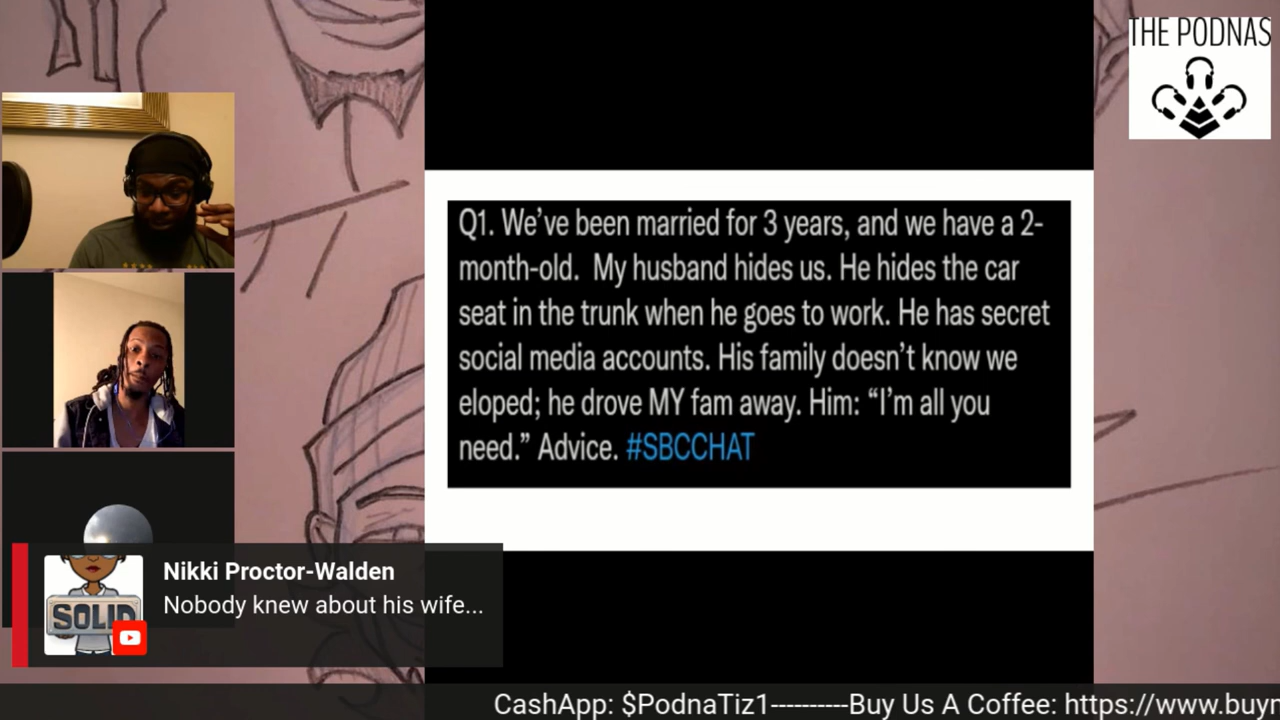 THE PODNAS
Q1. We’ve been married for 3 years, and we have a 2-
month-old.  My husband hides us. He hides the car
seat in the trunk when he goes to work. He has secret
social media accounts. His family doesn’t know we
eloped; he drove MY fam away. Him: “I’m all you
need.” Advice. #SBCCHAT
SOLID
Nikki Proctor-Walden
Nobody knew about his wife...
CashApp: $PodnaTiz1----------Buy Us A Coffee: https://www.buyr